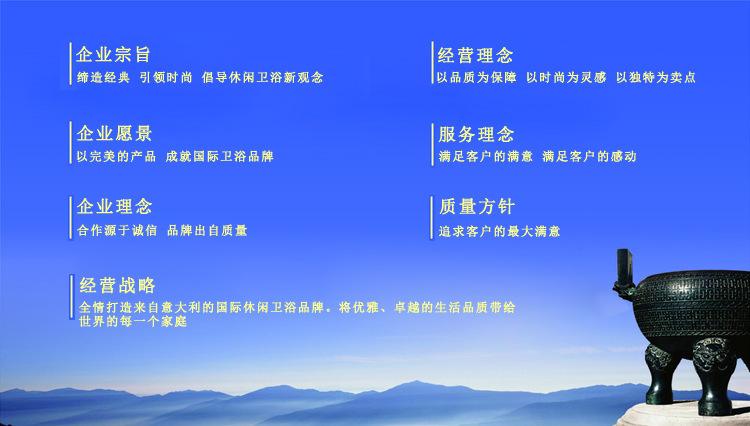 企业宗旨
缔造经典 引领时尚 倡导休闲卫浴新观念
经营理念
以品质为保障 以时尚为灵感 以独特为卖点
企业愿景
以完美的产品 成就国际卫浴品牌
服务理念
满足客户的满意 满足客户的感动
企业理念
合作源于诚信 品牌出自质量
质量方针
追求客户的最大满意
经营战略
全情打造来自意大利的国际休闲卫浴品牌。将优雅、卓越的生活品质带给
世界的每一个家庭